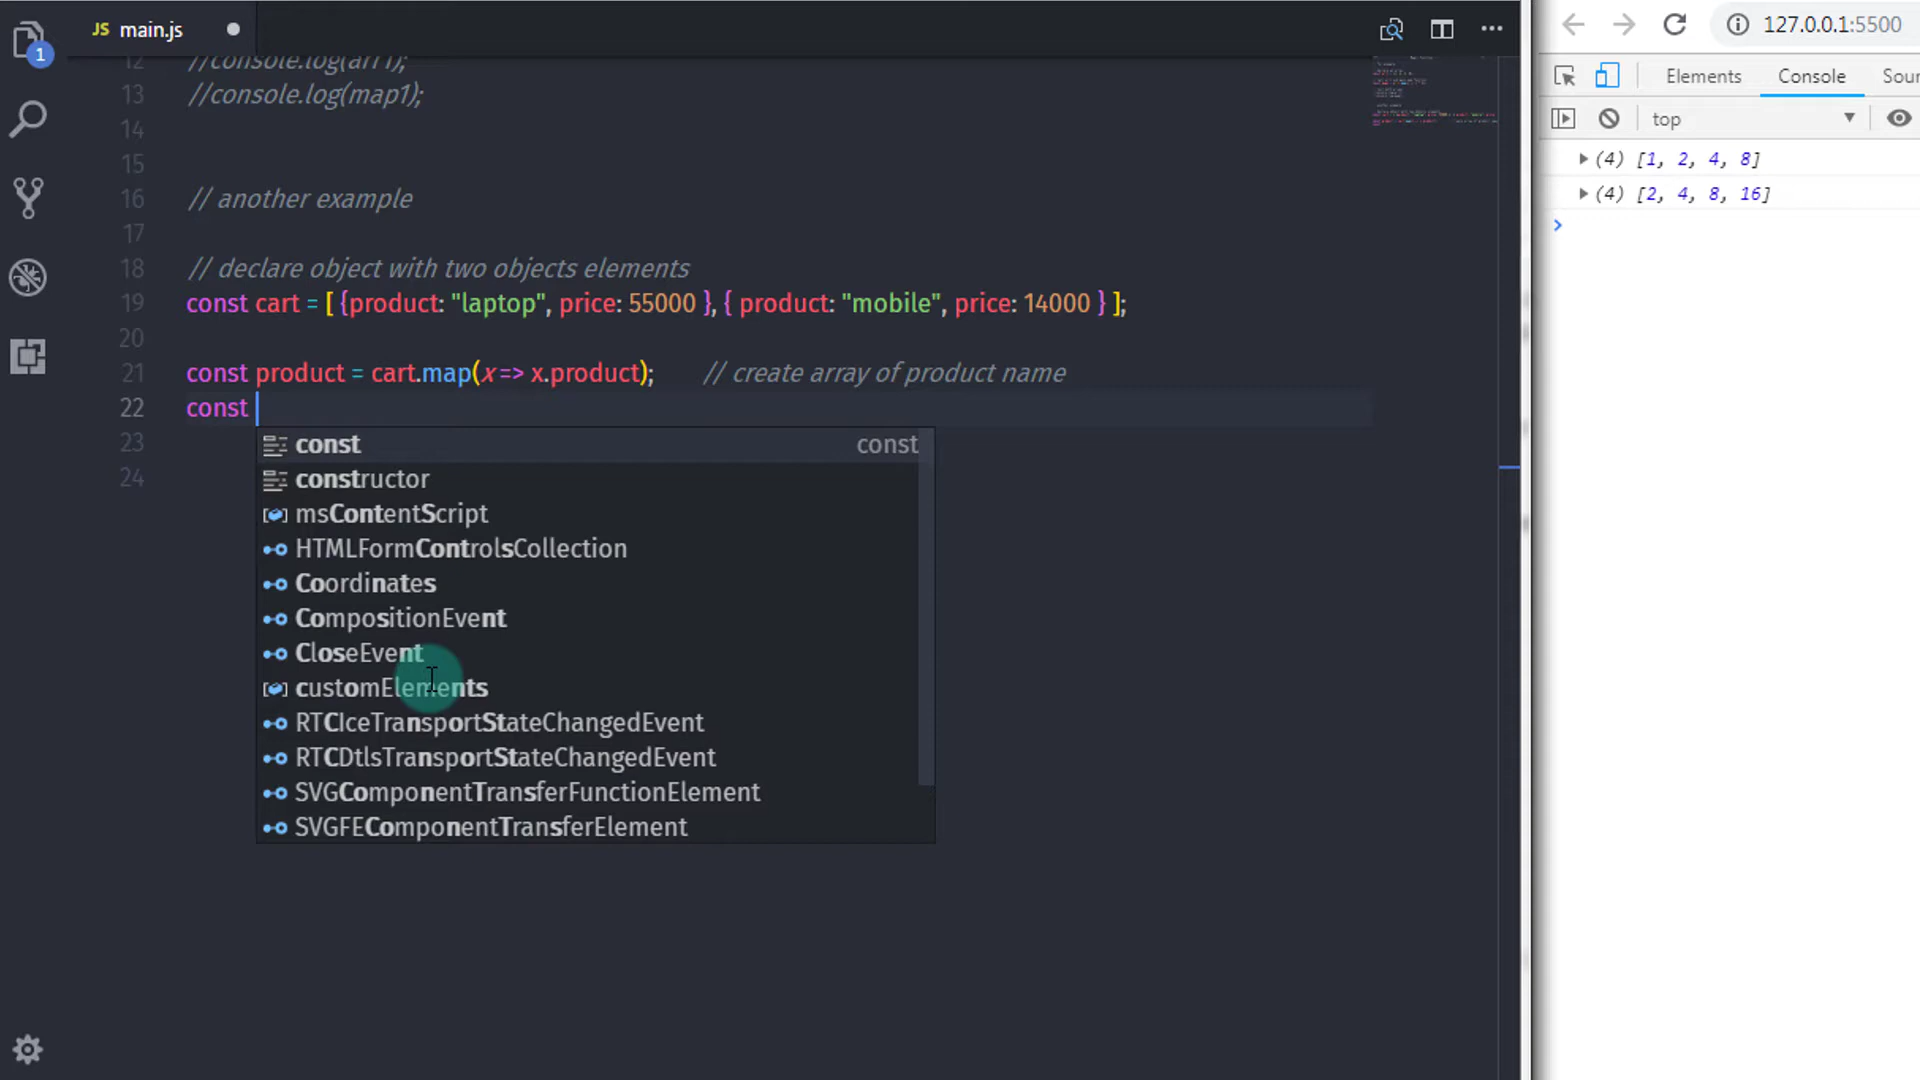 JS main.js
1
12 //console.log(arr1);
13 //console.log(map1);
14
15
16 // another example
17
18 // declare object with two objects elements
19 const cart = [ {product: "laptop", price: 55000 }, { product: "mobile", price: 14000 } ];
20
21 const product = cart.map(x => x.product); // create array of product name
22 const
23
24
const const
constructor
msContentScript
HTMLFormControlsCollection
Coordinates
CompositionEvent
CloseEvent
customElements
RTCIceTransportStateChangedEvent
RTCDtlsTransportStateChangedEvent
SVGComponentTransferFunctionElement
SVGFEComponentTransferElement
127.0.0.1:5500
Elements Console Sour
top
(4) [1, 2, 4, 8]
(4) [2, 4, 8, 16]